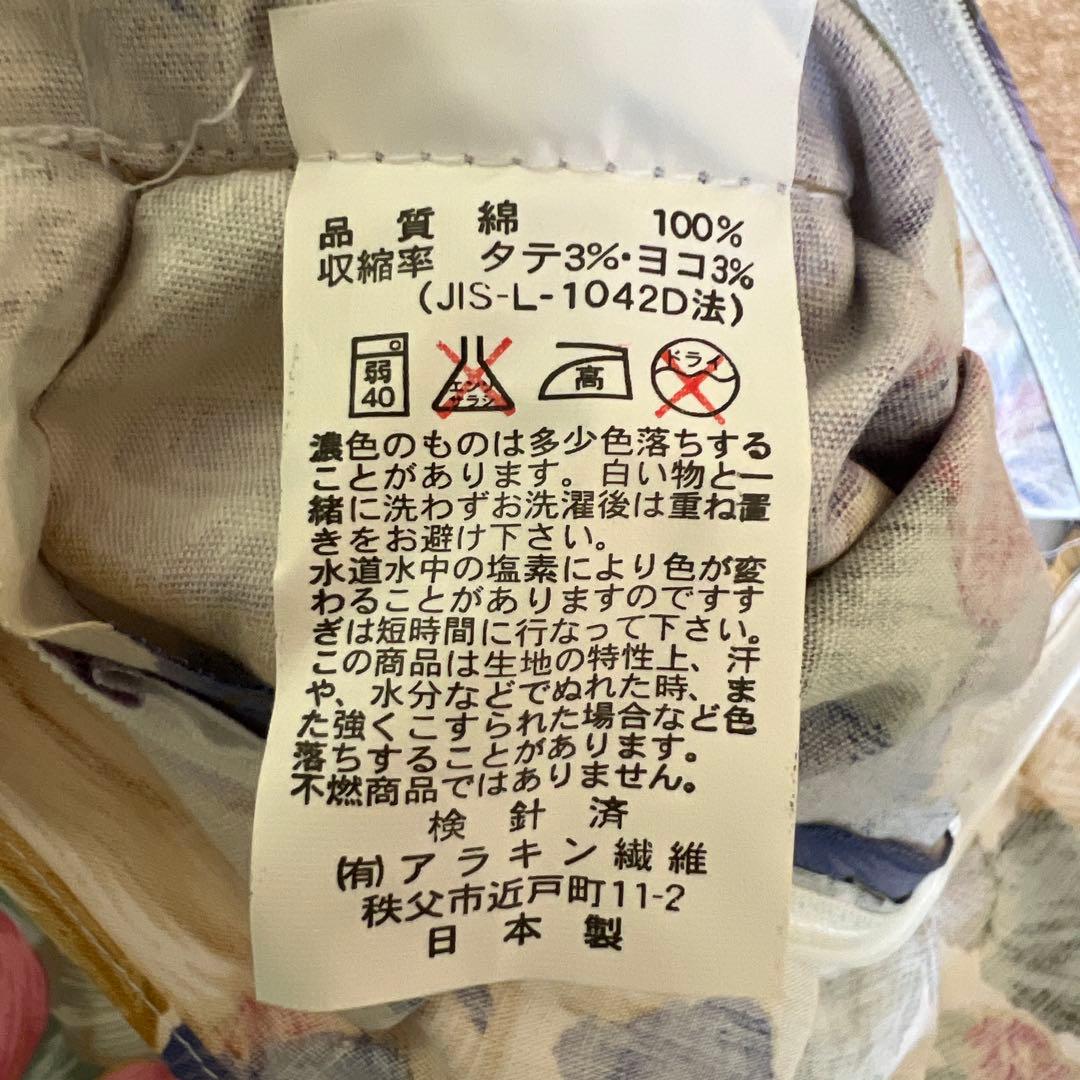 品質 綿 100%
収縮率 タテ3%・ヨコ3%
(JIS-L-1042D法)
弱 40 エンソ サラシ 高 ドライ
濃色のものは多少色落ちする
ことがあります。白い物と一
緒に洗わずお洗濯後は重ね置
きをお避け下さい。
水道水中の塩素により色が変
わることがありますのですす
ぎは短時間に行なって下さい。
この商品は生地の特性上、汗
や、水分などでぬれた時、ま
た強くこすられた場合など色
落ちすることがあります。
不燃商品ではありません。
検針済
(有)アラキン繊維
秩父市近戸町11-2
日本製